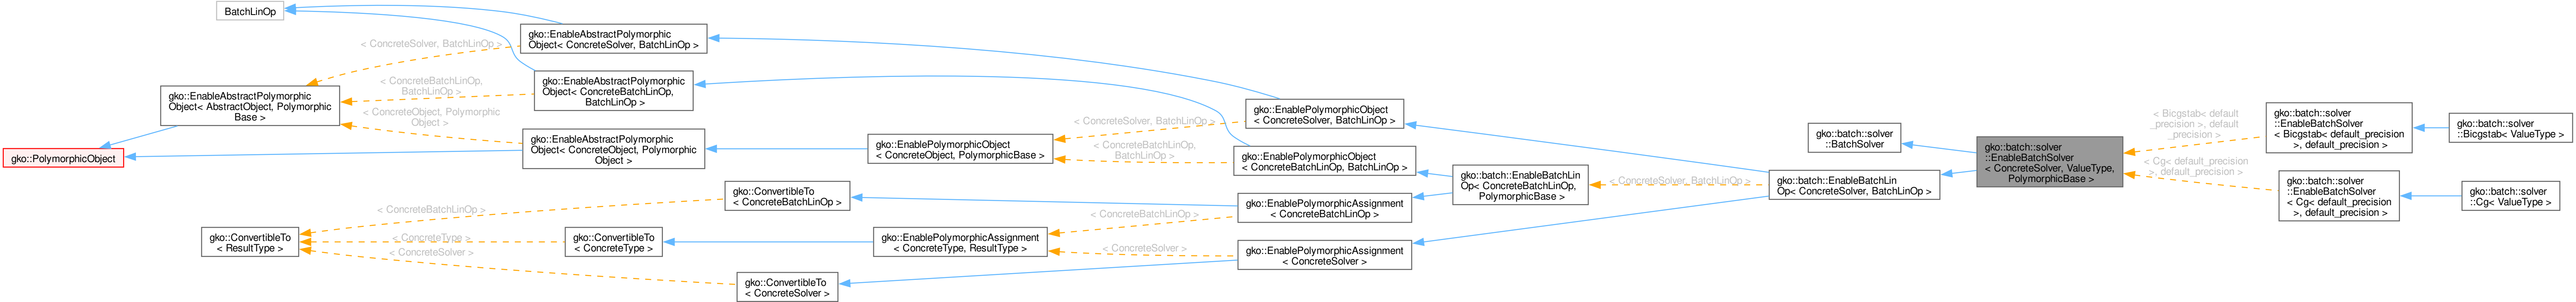 BatchLinOp
gko::EnableAbstractPolymorphic
Object< ConcreteSolver, BatchLinOp >
< ConcreteSolver, BatchLinOp >
gko::EnableAbstractPolymorphic
Object< ConcreteBatchLinOp,
BatchLinOp >
< ConcreteBatchLinOp,
BatchLinOp >
gko::EnableAbstractPolymorphic
Object< AbstractObject, Polymorphic
Base >
< ConcreteObject, Polymorphic
Object >
gko::EnableAbstractPolymorphic
Object< ConcreteObject, Polymorphic
Object >
gko::PolymorphicObject
gko::EnablePolymorphicObject
< ConcreteObject, PolymorphicBase >
< ConcreteSolver, BatchLinOp >
< ConcreteBatchLinOp,
BatchLinOp >
gko::EnablePolymorphicObject
< ConcreteSolver, BatchLinOp >
gko::EnablePolymorphicObject
< ConcreteBatchLinOp, BatchLinOp >
gko::batch::EnableBatchLin
Op< ConcreteBatchLinOp,
PolymorphicBase >
< ConcreteSolver, BatchLinOp >
gko::batch::EnableBatchLin
Op< ConcreteSolver, BatchLinOp >
gko::batch::solver
::BatchSolver
gko::batch::solver
::EnableBatchSolver
< ConcreteSolver, ValueType,
PolymorphicBase >
< Bicgstab< default
_precision >, default
_precision >
< Cg< default_precision
>, default_precision >
gko::batch::solver
::EnableBatchSolver
< Bicgstab< default_precision
>, default_precision >
gko::batch::solver
::Bicgstab< ValueType >
gko::batch::solver
::EnableBatchSolver
< Cg< default_precision
>, default_precision >
gko::batch::solver
::Cg< ValueType >
gko::ConvertibleTo
< ConcreteBatchLinOp >
< ConcreteBatchLinOp >
gko::ConvertibleTo
< ResultType >
< ConcreteType >
< ConcreteSolver >
gko::ConvertibleTo
< ConcreteType >
gko::EnablePolymorphicAssignment
< ConcreteType, ResultType >
< ConcreteBatchLinOp >
< ConcreteSolver >
gko::EnablePolymorphicAssignment
< ConcreteBatchLinOp >
gko::EnablePolymorphicAssignment
< ConcreteSolver >
gko::ConvertibleTo
< ConcreteSolver >